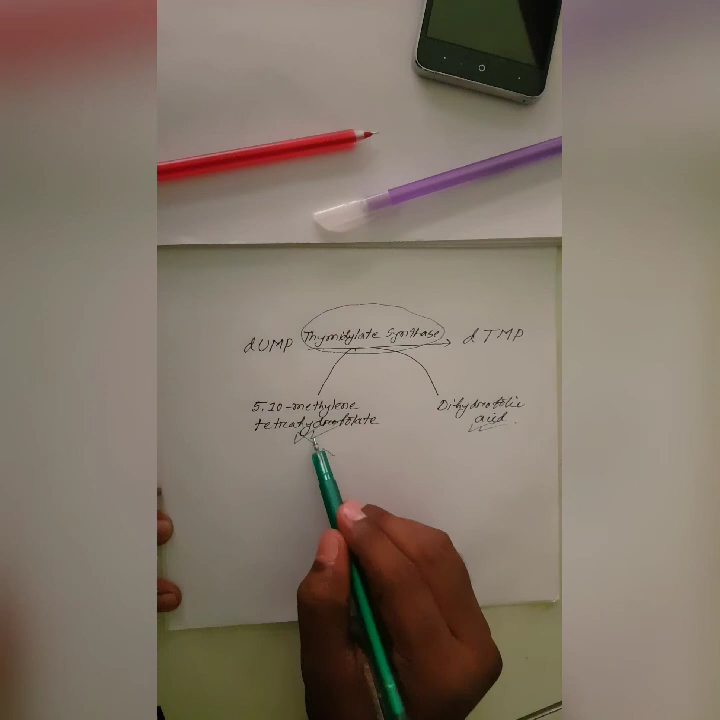 dUMP Thymidylate Synthase dTMP
5,10-methylene
tetrahydrofolate
Dihydrofolic
acid